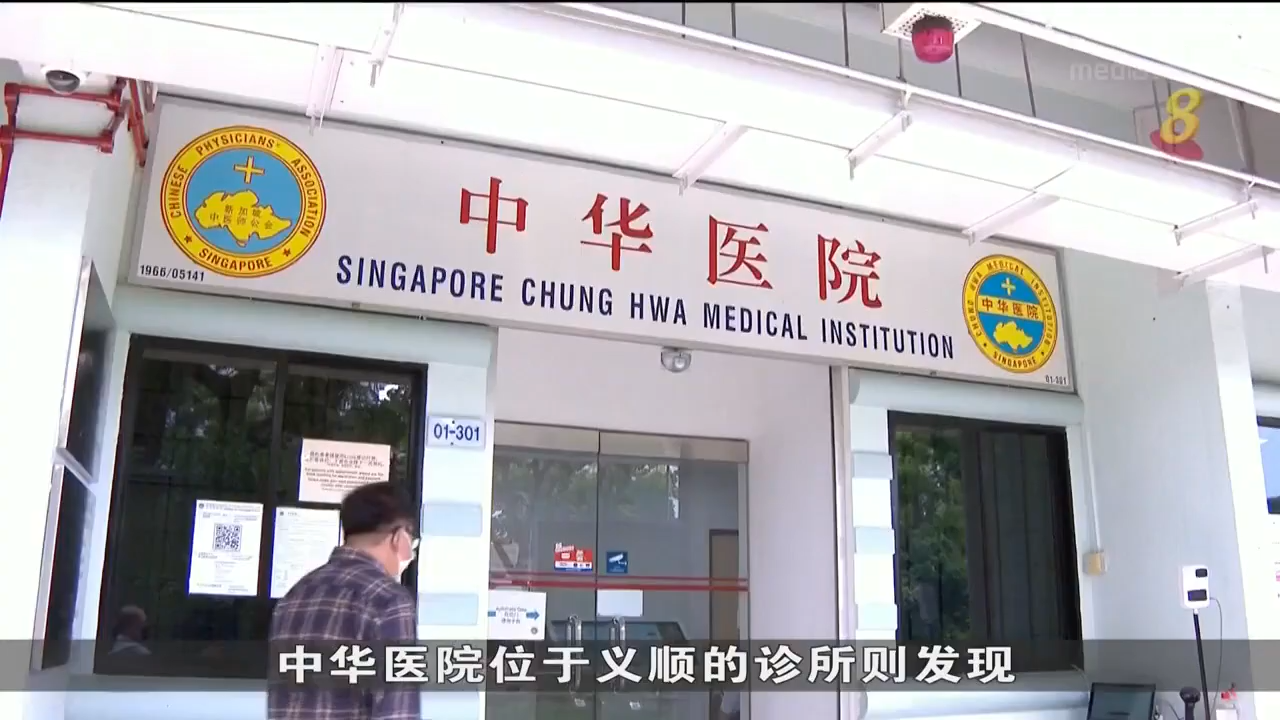 8
CHINESE PHYSICIANS' ASSOCIATION
新加坡
中医师公会
★ SINGAPORE ★
1966/05141
中华医院
SINGAPORE CHUNG HWA MEDICAL INSTITUTION
CHUNG HWA MEDICAL INSTITUTION
中华医院
SINGAPORE
01-301
01-301
中华医院位于义顺的诊所则发现